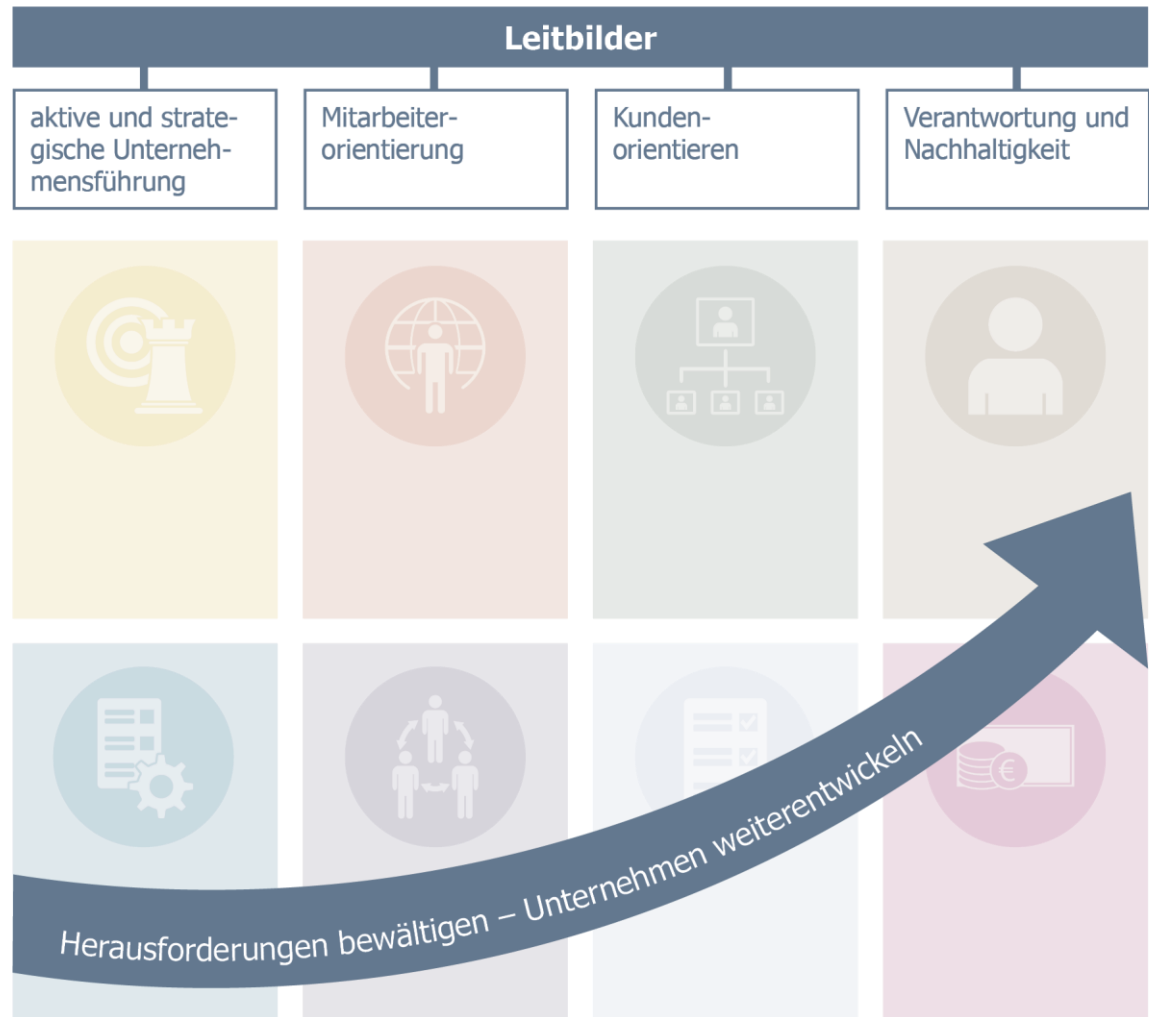 Leitbilder
aktive und strate-
gische Unterneh-
mensführung
Mitarbeiter-
orientierung
Kunden-
orientieren
Verantwortung und
Nachhaltigkeit
€
Herausforderungen bewältigen – Unternehmen weiterentwickeln